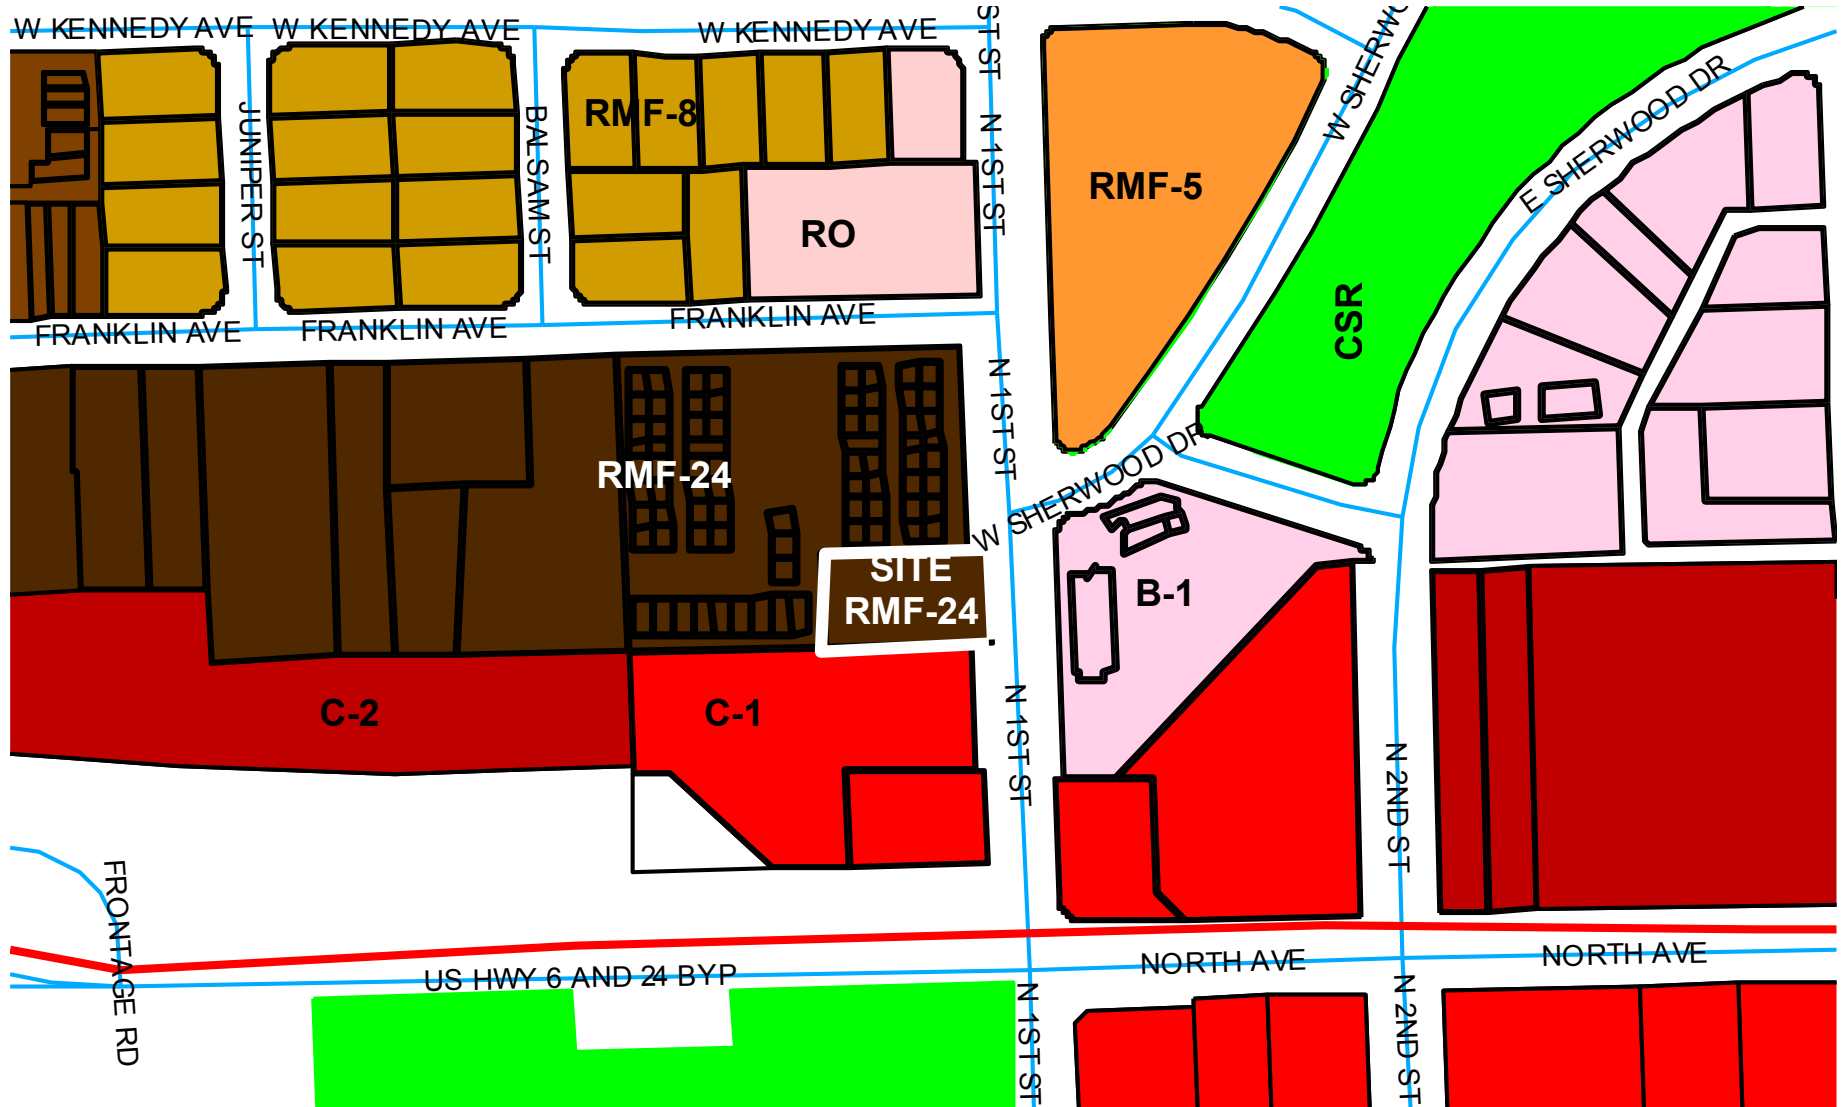 W KENNEDY AVE
W KENNEDY AVE
W KENNEDY AVE
ST ST
W SHERWO
E SHERWOOD DR
JUNIPER ST
BALSAM ST
RMF-8
N 1ST ST
RMF-5
RO
CSR
FRANKLIN AVE
FRANKLIN AVE
FRANKLIN AVE
N 1ST ST
RMF-24
W SHERWOOD DR
SITE
RMF-24
B-1
C-2
C-1
N 1ST ST
N 2ND ST
FRONTAGE RD
US HWY 6 AND 24 BYP
NORTH AVE
NORTH AVE
N 1ST ST
N 2ND ST